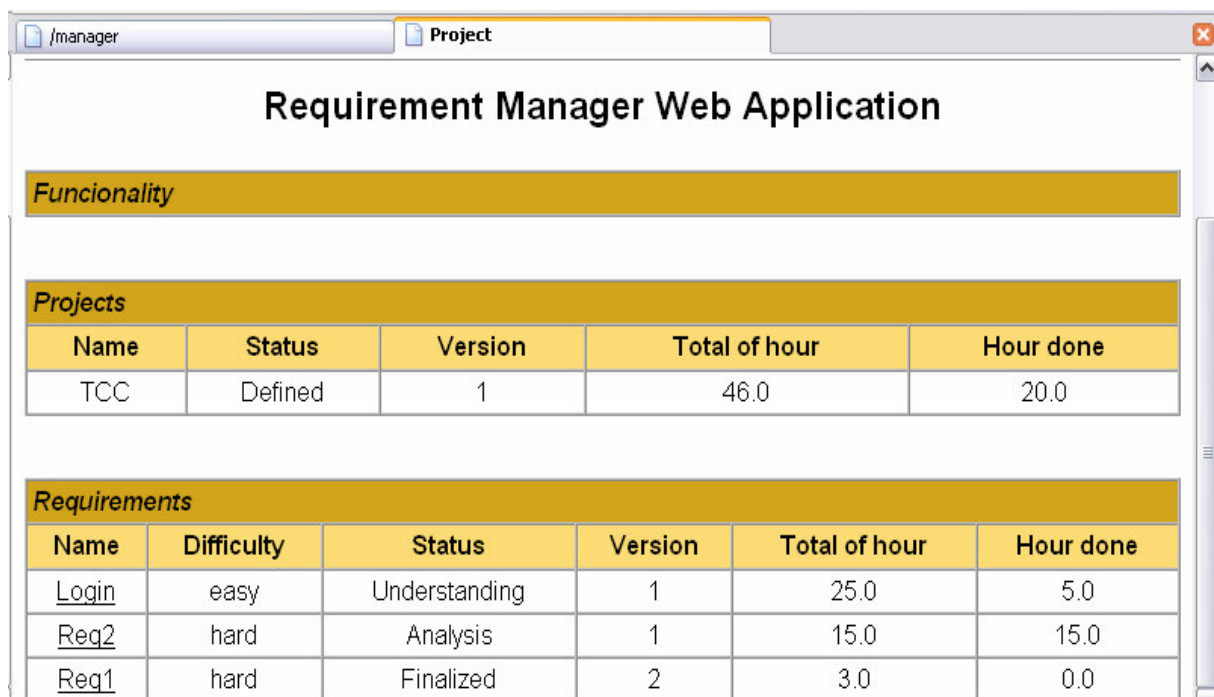 /manager Project
Requirement Manager Web Application
Funcionality
Projects
Name Status Version Total of hour Hour done
TCC Defined 1 46.0 20.0
Requirements
Name Difficulty Status Version Total of hour Hour done
Login easy Understanding 1 25.0 5.0
Req2 hard Analysis 1 15.0 15.0
Req1 hard Finalized 2 3.0 0.0